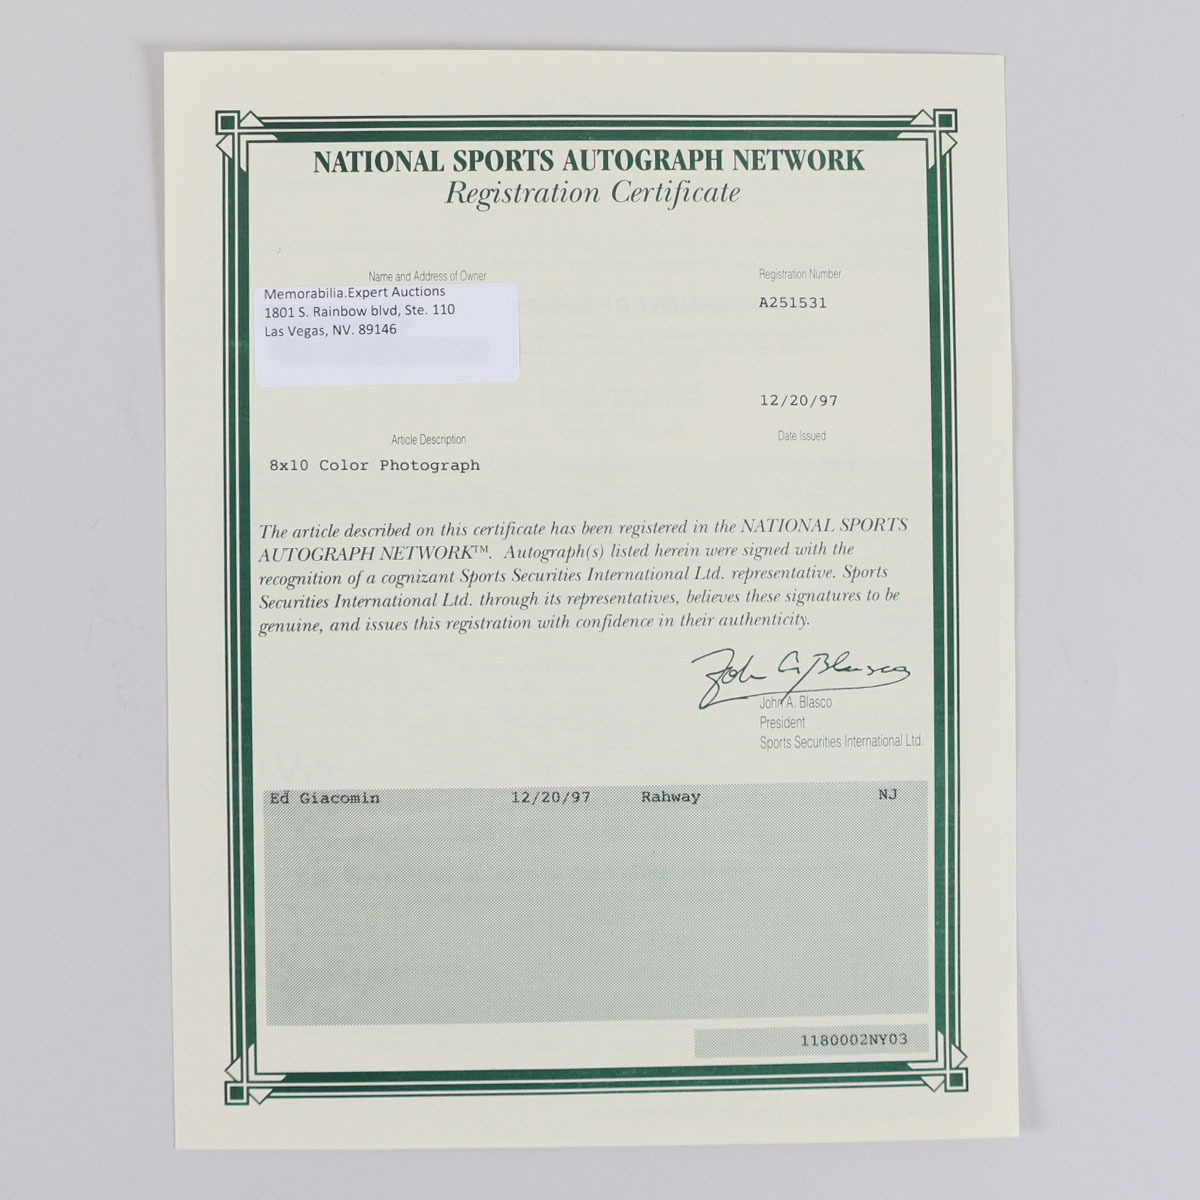 NATIONAL SPORTS AUTOGRAPH NETWORK
Registration Certificate
Name and Address of Owner
Memorabilia.Expert Auctions
1801 S. Rainbow blvd, Ste. 110
Las Vegas, NV. 89146
Registration Number
A251531
12/20/97
Date Issued
Article Description
8x10 Color Photograph
The article described on this certificate has been registered in the NATIONAL SPORTS
AUTOGRAPH NETWORK™. Autograph(s) listed herein were signed with the
recognition of a cognizant Sports Securities International Ltd. representative. Sports
Securities International Ltd. through its representatives, believes these signatures to be
genuine, and issues this registration with confidence in their authenticity.
John A. Blasco
John A. Blasco
President
Sports Securities International Ltd.
Ed Giacomin 12/20/97 Rahway NJ
1180002NY03